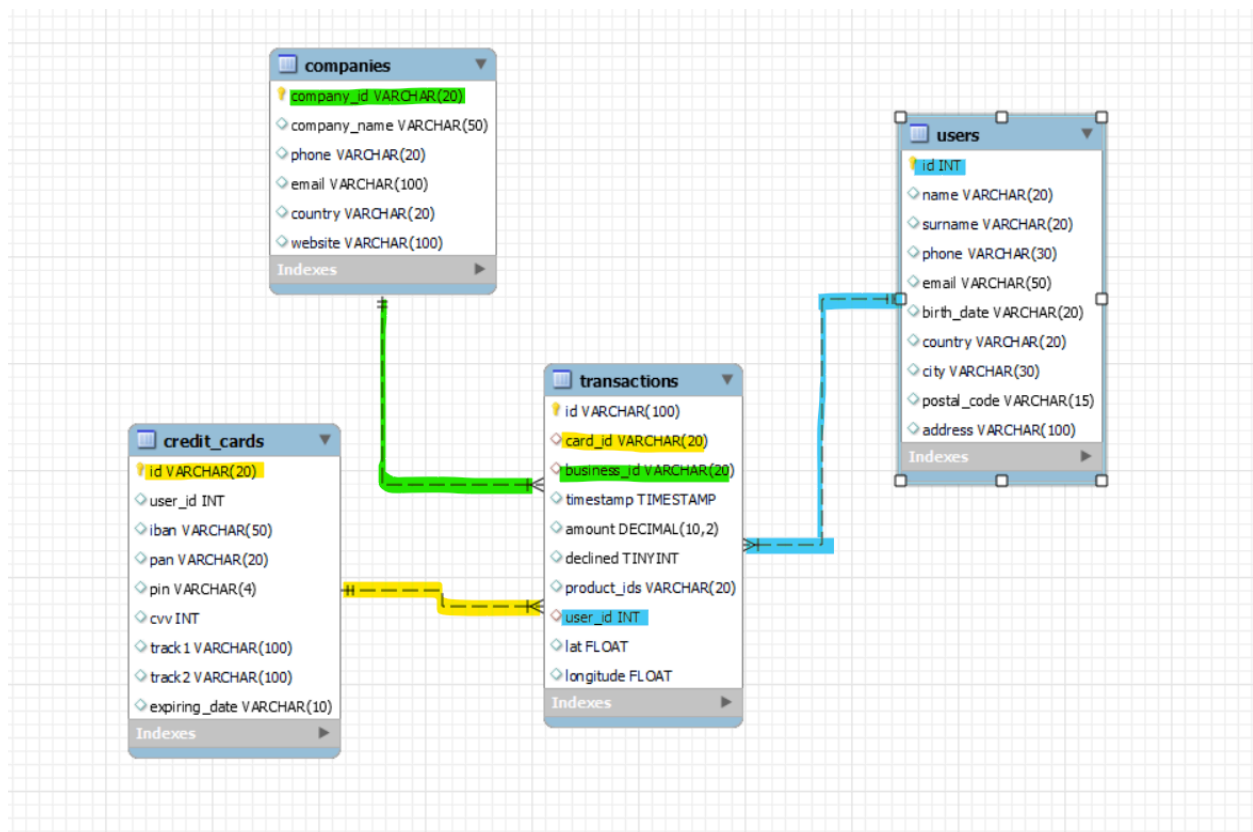 companies
company_id VARCHAR(20)
company_name VARCHAR(50)
phone VARCHAR(20)
email VARCHAR(100)
country VARCHAR(20)
website VARCHAR(100)
Indexes
users
id INT
name VARCHAR(20)
surname VARCHAR(20)
phone VARCHAR(30)
email VARCHAR(50)
birth_date VARCHAR(20)
country VARCHAR(20)
city VARCHAR(30)
postal_code VARCHAR(15)
address VARCHAR(100)
Indexes
transactions
id VARCHAR(100)
card_id VARCHAR(20)
business_id VARCHAR(20)
timestamp TIMESTAMP
amount DECIMAL(10,2)
declined TINYINT
product_ids VARCHAR(20)
user_id INT
lat FLOAT
longitude FLOAT
Indexes
credit_cards
id VARCHAR(20)
user_id INT
iban VARCHAR(50)
pan VARCHAR(20)
pin VARCHAR(4)
cvv INT
track1 VARCHAR(100)
track2 VARCHAR(100)
expiring_date VARCHAR(10)
Indexes